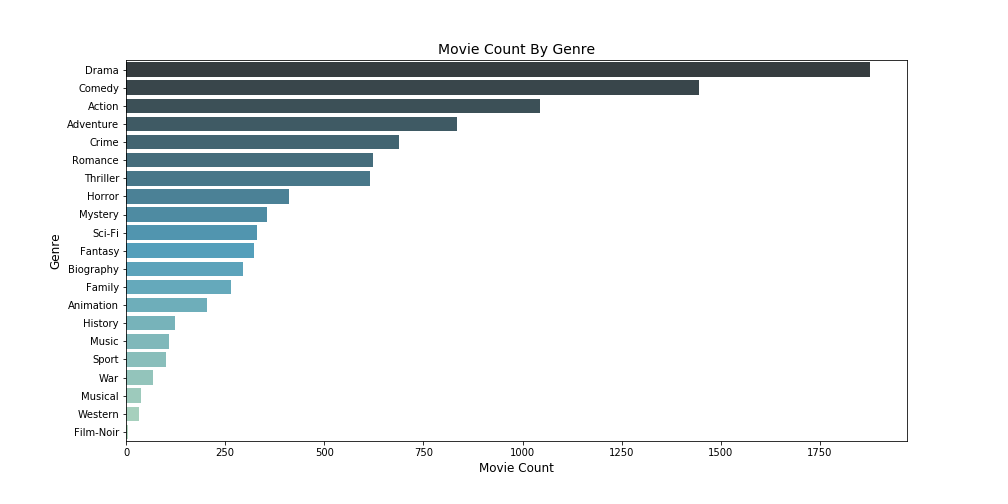 Movie Count By Genre
Drama
Comedy
Action
Adventure
Crime
Romance
Thriller
Horror
Mystery
Sci-Fi
Fantasy
Biography
Family
Animation
History
Music
Sport
War
Musical
Western
Film-Noir
Genre
0 250 500 750 1000 1250 1500 1750
Movie Count